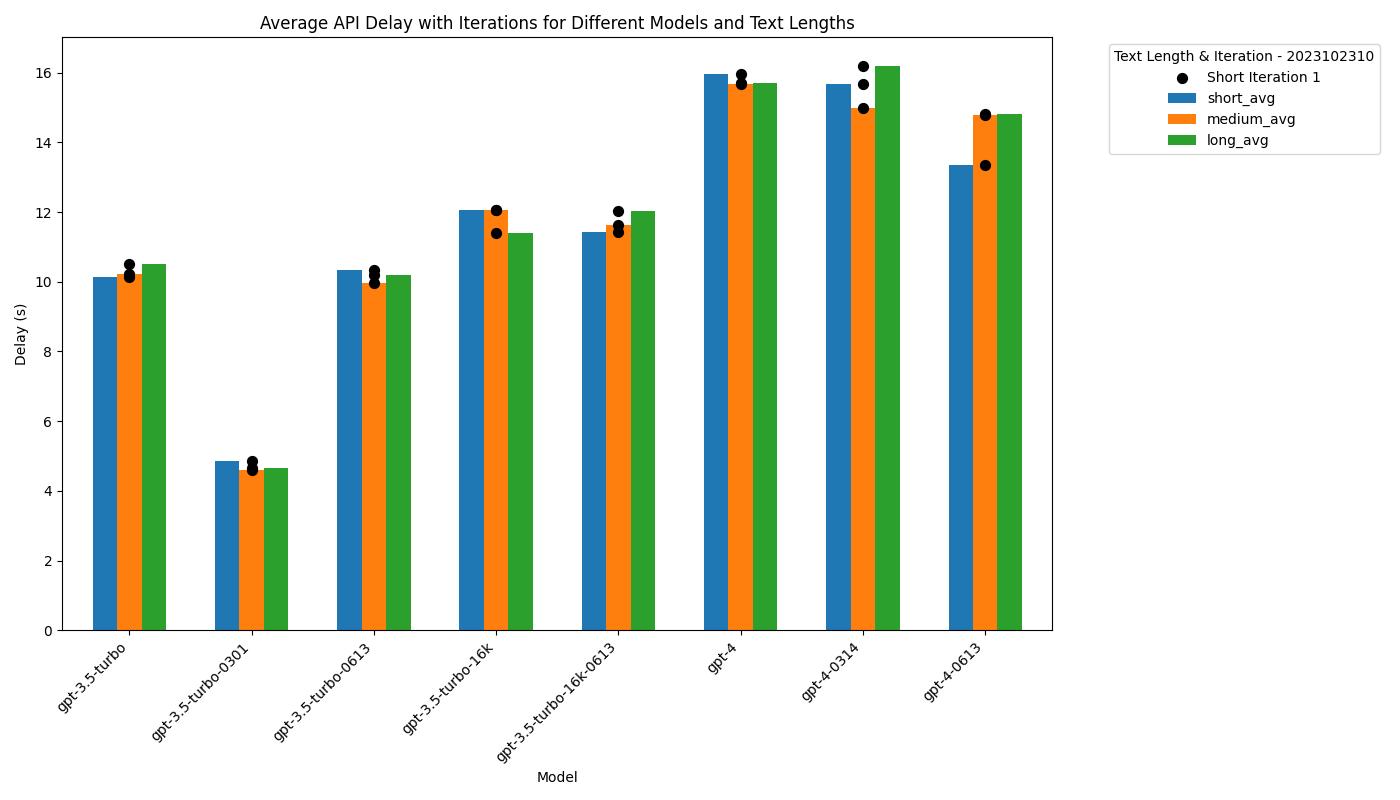 Average API Delay with Iterations for Different Models and Text Lengths
Text Length & Iteration - 2023102310
Short Iteration 1
short_avg
medium_avg
long_avg
Delay (s)
16
14
12
10
8
6
4
2
0
gpt-3.5-turbo
gpt-3.5-turbo-0301
gpt-3.5-turbo-0613
gpt-3.5-turbo-16k
gpt-3.5-turbo-16k-0613
gpt-4
gpt-4-0314
gpt-4-0613
Model